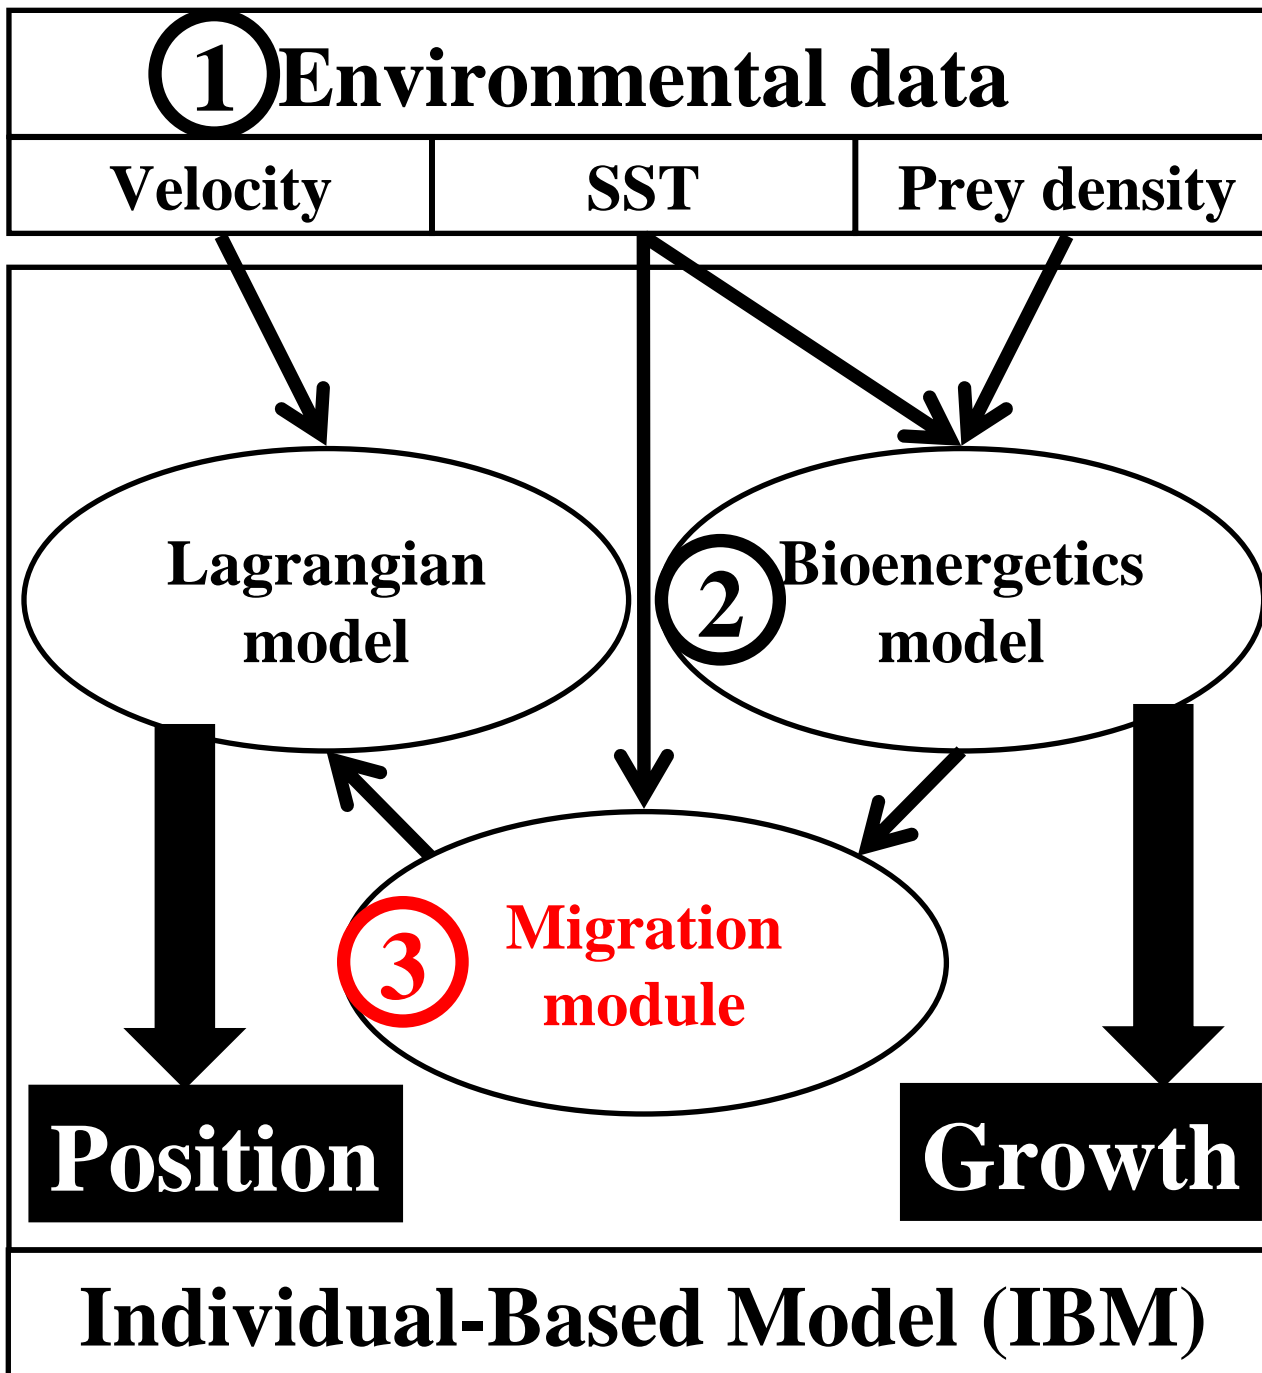 1 Environmental data
Velocity SST Prey density
Lagrangian
model
2 Bioenergetics
model
3 Migration
module
Position
Growth
Individual-Based Model (IBM)